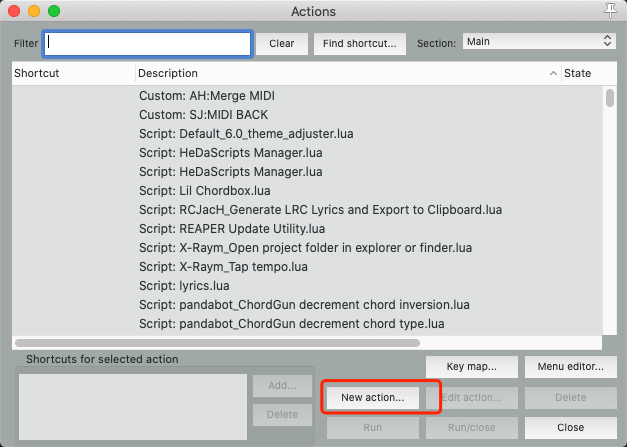 Actions
Filter Clear Find shortcut... Section: Main
Shortcut Description State
Custom: AH:Merge MIDI
Custom: SJ:MIDI BACK
Script: Default_6.0_theme_adjuster.lua
Script: HeDaScripts Manager.lua
Script: HeDaScripts Manager.lua
Script: Lil Chordbox.lua
Script: RCJacH_Generate LRC Lyrics and Export to Clipboard.lua
Script: REAPER Update Utility.lua
Script: X-Raym_Open project folder in explorer or finder.lua
Script: X-Raym_Tap tempo.lua
Script: lyrics.lua
Script: pandabot_ChordGun decrement chord inversion.lua
Script: pandabot_ChordGun decrement chord type.lua
Shortcuts for selected action
Key map... Menu editor...
Add... New action... Edit action... Delete
Delete Run Run/close Close